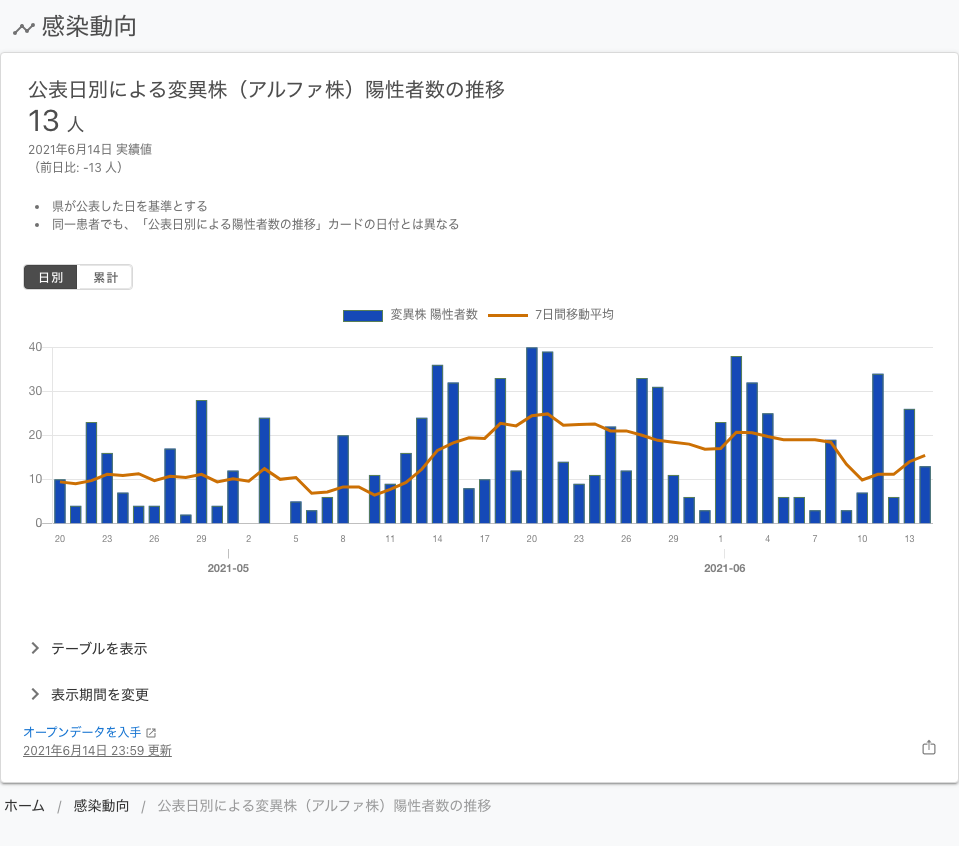 感染動向
公表日別による変異株（アルファ株）陽性者数の推移
13 人
2021年6月14日 実績値
（前日比: -13 人）
• 県が公表した日を基準とする
• 同一患者でも、「公表日別による陽性者数の推移」カードの日付とは異なる
日別 累計
変異株 陽性者数 7日間移動平均
40
30
20
10
0
20 23 26 29 2 5 8 11 14 17 20 23 26 29 1 4 7 10 13
2021-05 2021-06
テーブルを表示
表示期間を変更
オープンデータを入手
2021年6月14日 23:59 更新
ホーム / 感染動向 / 公表日別による変異株（アルファ株）陽性者数の推移